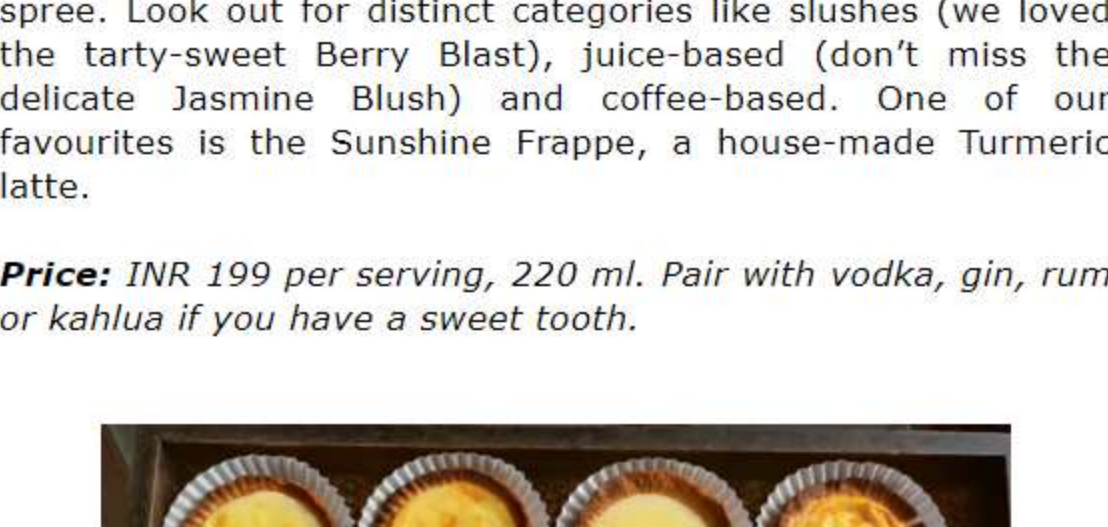 spree. Look out for distinct categories like slushes (we loved
the tarty-sweet Berry Blast), juice-based (don’t miss the
delicate Jasmine Blush) and coffee-based. One of our
favourites is the Sunshine Frappe, a house-made Turmeric
latte.
Price: INR 199 per serving, 220 ml. Pair with vodka, gin, rum
or kahlua if you have a sweet tooth.